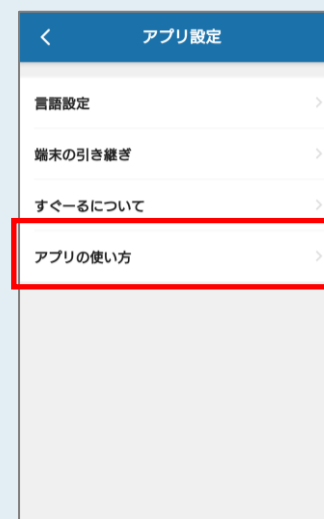 アプリ設定
言語設定
端末の引き継ぎ
すぐーるについて
アプリの使い方